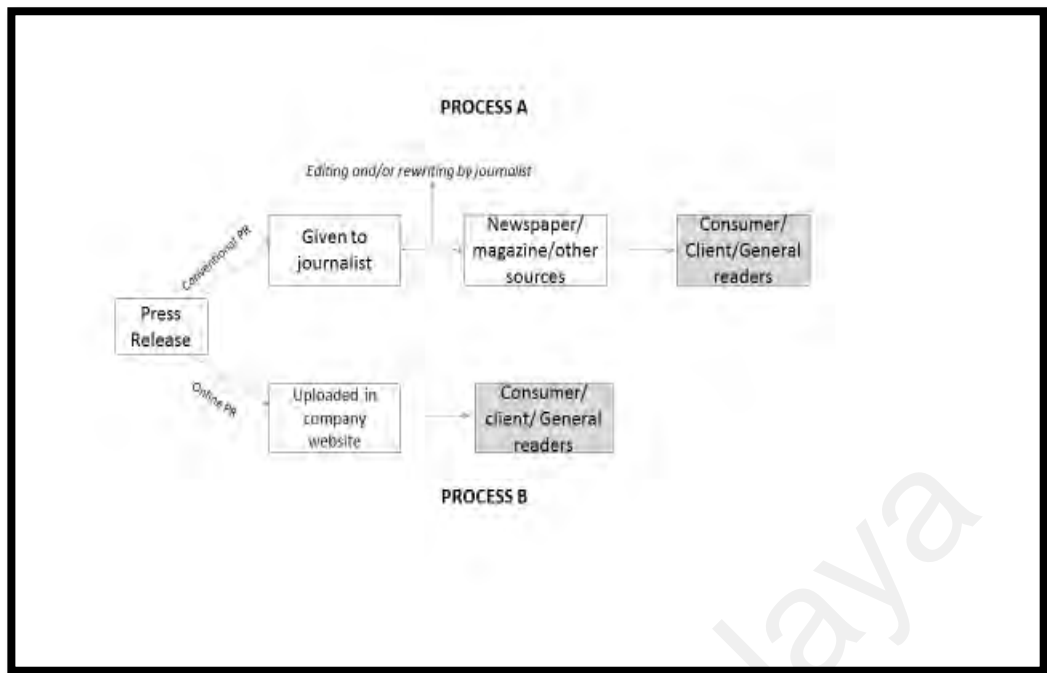 PROCESS A
Editing and/or rewriting by journalist
Conventional PR
Given to
journalist
Newspaper/
magazine/other
sources
Consumer/
Client/General
readers
Press
Release
Online PR
Uploaded in
company
website
Consumer/
client/ General
readers
PROCESS B
laya